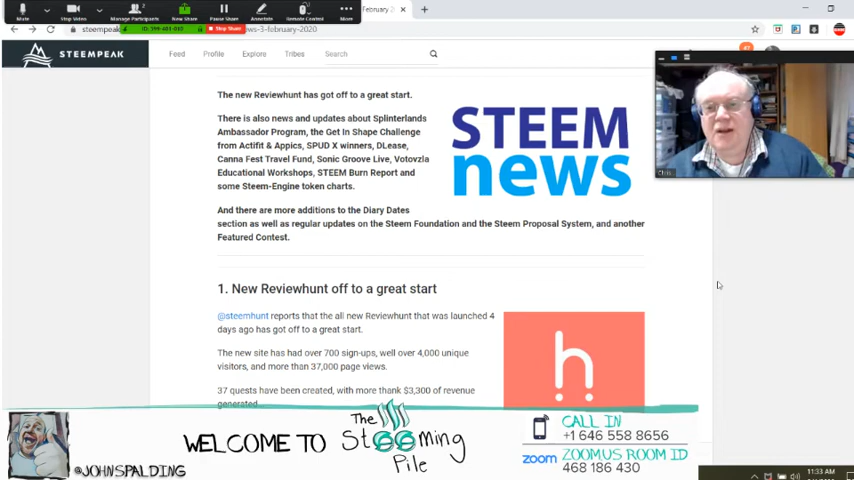 Mute
Stop Video
Manage Participants
2
New Share
Pause Share
Annotate
Remote Control
More
February 2020
steempeak
ID: 599-401-080
Stop Share
ws-3-february-2020
STEEMPEAK
Feed
Profile
Explore
Tribes
Search
The new Reviewhunt has got off to a great start.
There is also news and updates about Splinterlands
Ambassador Program, the Get In Shape Challenge
from Actifit & Appics, SPUD X winners, DLease,
Canna Fest Travel Fund, Sonic Groove Live, Votovzla
Educational Workshops, STEEM Burn Report and
some Steem-Engine token charts.
STEEM
news
And there are more additions to the Diary Dates
section as well as regular updates on the Steem Foundation and the Steem Proposal System, and another
Featured Contest.
1. New Reviewhunt off to a great start
@steemhunt reports that the all new Reviewhunt that was launched 4
days ago has got off to a great start.
The new site has had over 700 sign-ups, well over 4,000 unique
visitors, and more than 37,000 page views.
37 quests have been created, with more thank $3,300 of revenue
generated.
h
@JOHNSPALDING
WELCOME TO
The
Steeming
Pile
CALL IN
+1 646 558 8656
zoom
ZOOMUS ROOM ID
468 186 430
11:33 AM